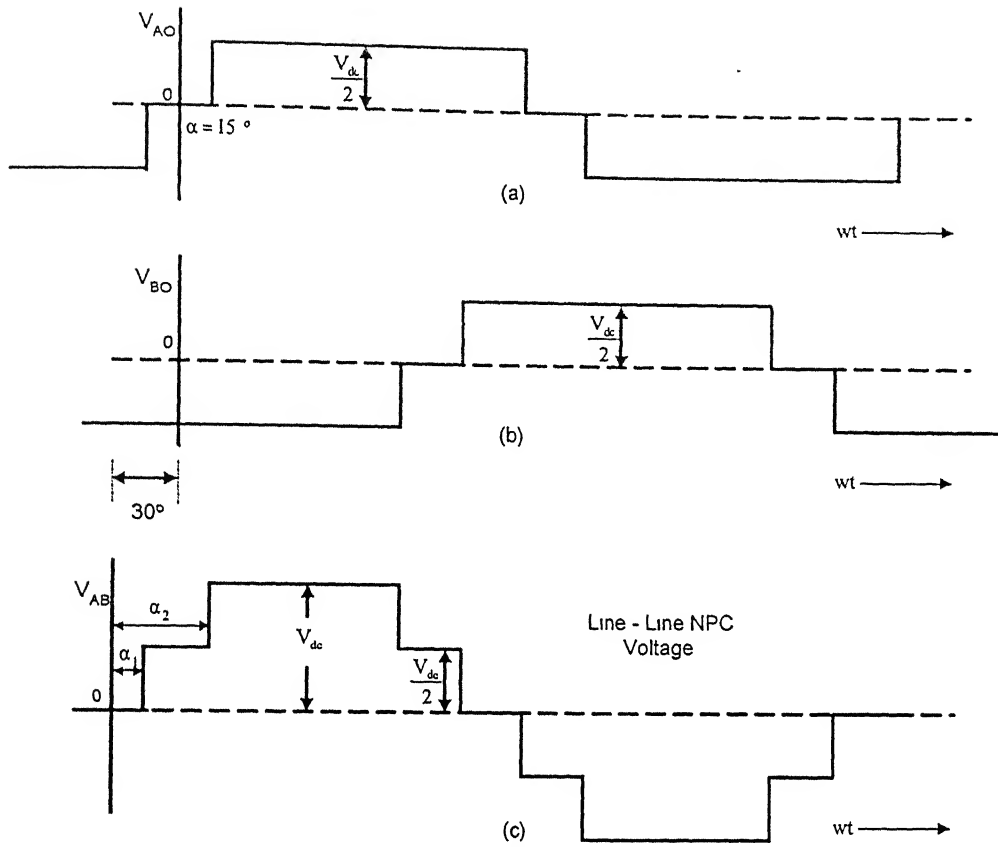 V_AO
V_dc/2
0
α = 15 °
(a)
wt
V_BO
V_dc/2
0
(b)
wt
30°
V_AB
α_2
V_dc
Line - Line NPC
Voltage
α_1
V_dc/2
0
(c)
wt